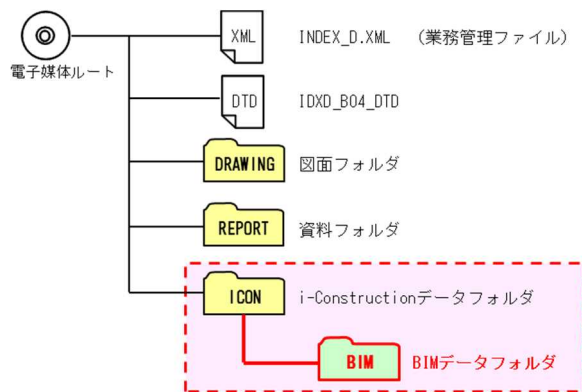 XML INDEX_D.XML （業務管理ファイル）
電子媒体ルート
DTD IDXD_B04_DTD
DRAWING 図面フォルダ
REPORT 資料フォルダ
ICON i-Constructionデータフォルダ
BIM BIMデータフォルダ